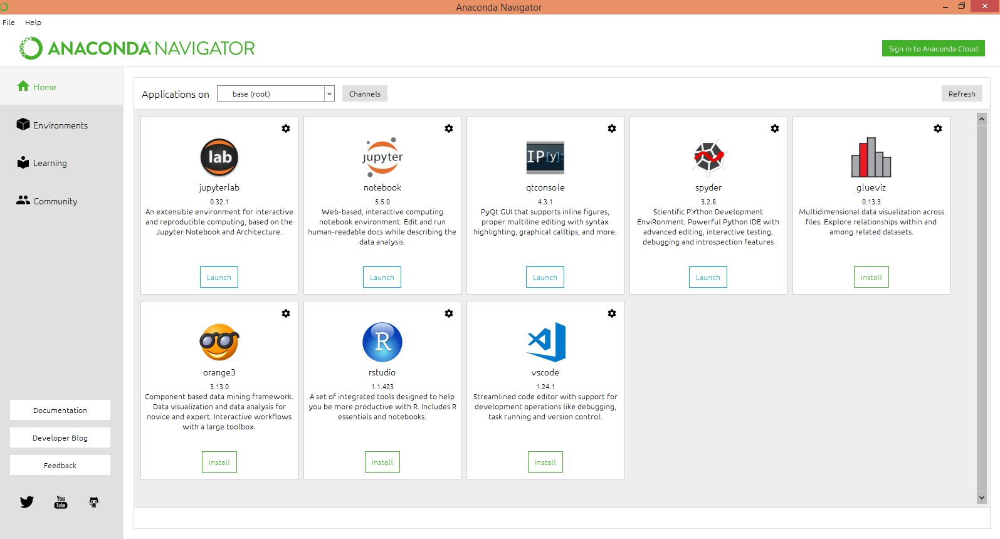 Anaconda Navigator
File Help
ANACONDA NAVIGATOR
Sign in to Anaconda Cloud
Home
Environments
Learning
Community
Documentation
Developer Blog
Feedback
You
Tube
Applications on base (root) Channels Refresh
lab
jupyterlab
0.32.1
An extensible environment for interactive
and reproducible computing, based on the
Jupyter Notebook and Architecture.
Launch
jupyter
notebook
5.5.0
Web-based, interactive computing
notebook environment. Edit and run
human-readable docs while describing the
data analysis.
Launch
IP[y]:
qtconsole
4.3.1
PyQt GUI that supports inline figures,
proper multiline editing with syntax
highlighting, graphical calltips, and more.
Launch
spyder
3.2.8
Scientific PYthon Development
EnviRonment. Powerful Python IDE with
advanced editing, interactive testing,
debugging and introspection features
Launch
glueviz
0.13.3
Multidimensional data visualization across
files. Explore relationships within and
among related datasets.
Install
orange3
3.13.0
Component based data mining framework.
Data visualization and data analysis for
novice and expert. Interactive workflows
with a large toolbox.
Install
R
rstudio
1.1.423
A set of integrated tools designed to help
you be more productive with R. Includes R
essentials and notebooks.
Install
vscode
1.24.1
Streamlined code editor with support for
development operations like debugging,
task running and version control.
Install